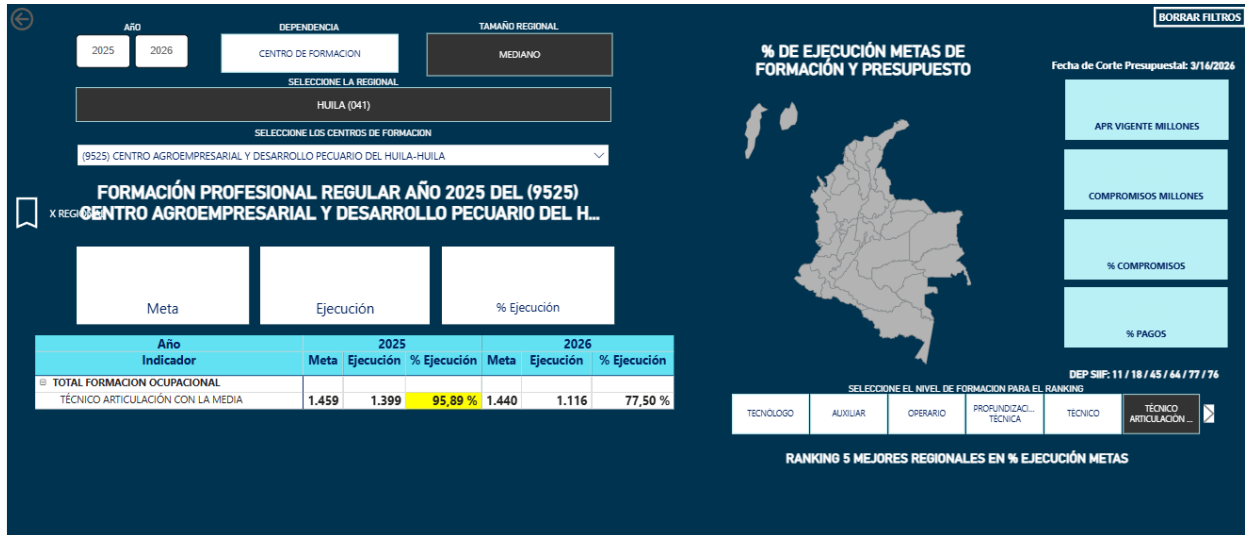 BORRAR FILTROS
AÑO
DEPENDENCIA
TAMAÑO REGIONAL
2025
2026
CENTRO DE FORMACION
MEDIANO
SELECCIONE LA REGIONAL
HUILA (041)
SELECCIONE LOS CENTROS DE FORMACION
(9525) CENTRO AGROEMPRESARIAL Y DESARROLLO PECUARIO DEL HUILA-HUILA
FORMACIÓN PROFESIONAL REGULAR AÑO 2025 DEL (9525)
CENTRO AGROEMPRESARIAL Y DESARROLLO PECUARIO DEL H...
X REGIONAL
Meta
Ejecución
% Ejecución
Año 2025 2026
Indicador Meta Ejecución % Ejecución Meta Ejecución % Ejecución
TOTAL FORMACION OCUPACIONAL
TÉCNICO ARTICULACIÓN CON LA MEDIA 1.459 1.399 95,89 % 1.440 1.116 77,50 %
% DE EJECUCIÓN METAS DE
FORMACIÓN Y PRESUPUESTO
Fecha de Corte Presupuestal: 3/16/2026
APR VIGENTE MILLONES
COMPROMISOS MILLONES
% COMPROMISOS
% PAGOS
DEP SIIF: 11 / 18 / 45 / 64 / 77 / 76
SELECCIONE EL NIVEL DE FORMACION PARA EL RANKING
TECNÓLOGO
AUXILIAR
OPERARIO
PROFUNDIZACI...
TÉCNICA
TÉCNICO
TÉCNICO
ARTICULACIÓN ...
RANKING 5 MEJORES REGIONALES EN % EJECUCIÓN METAS